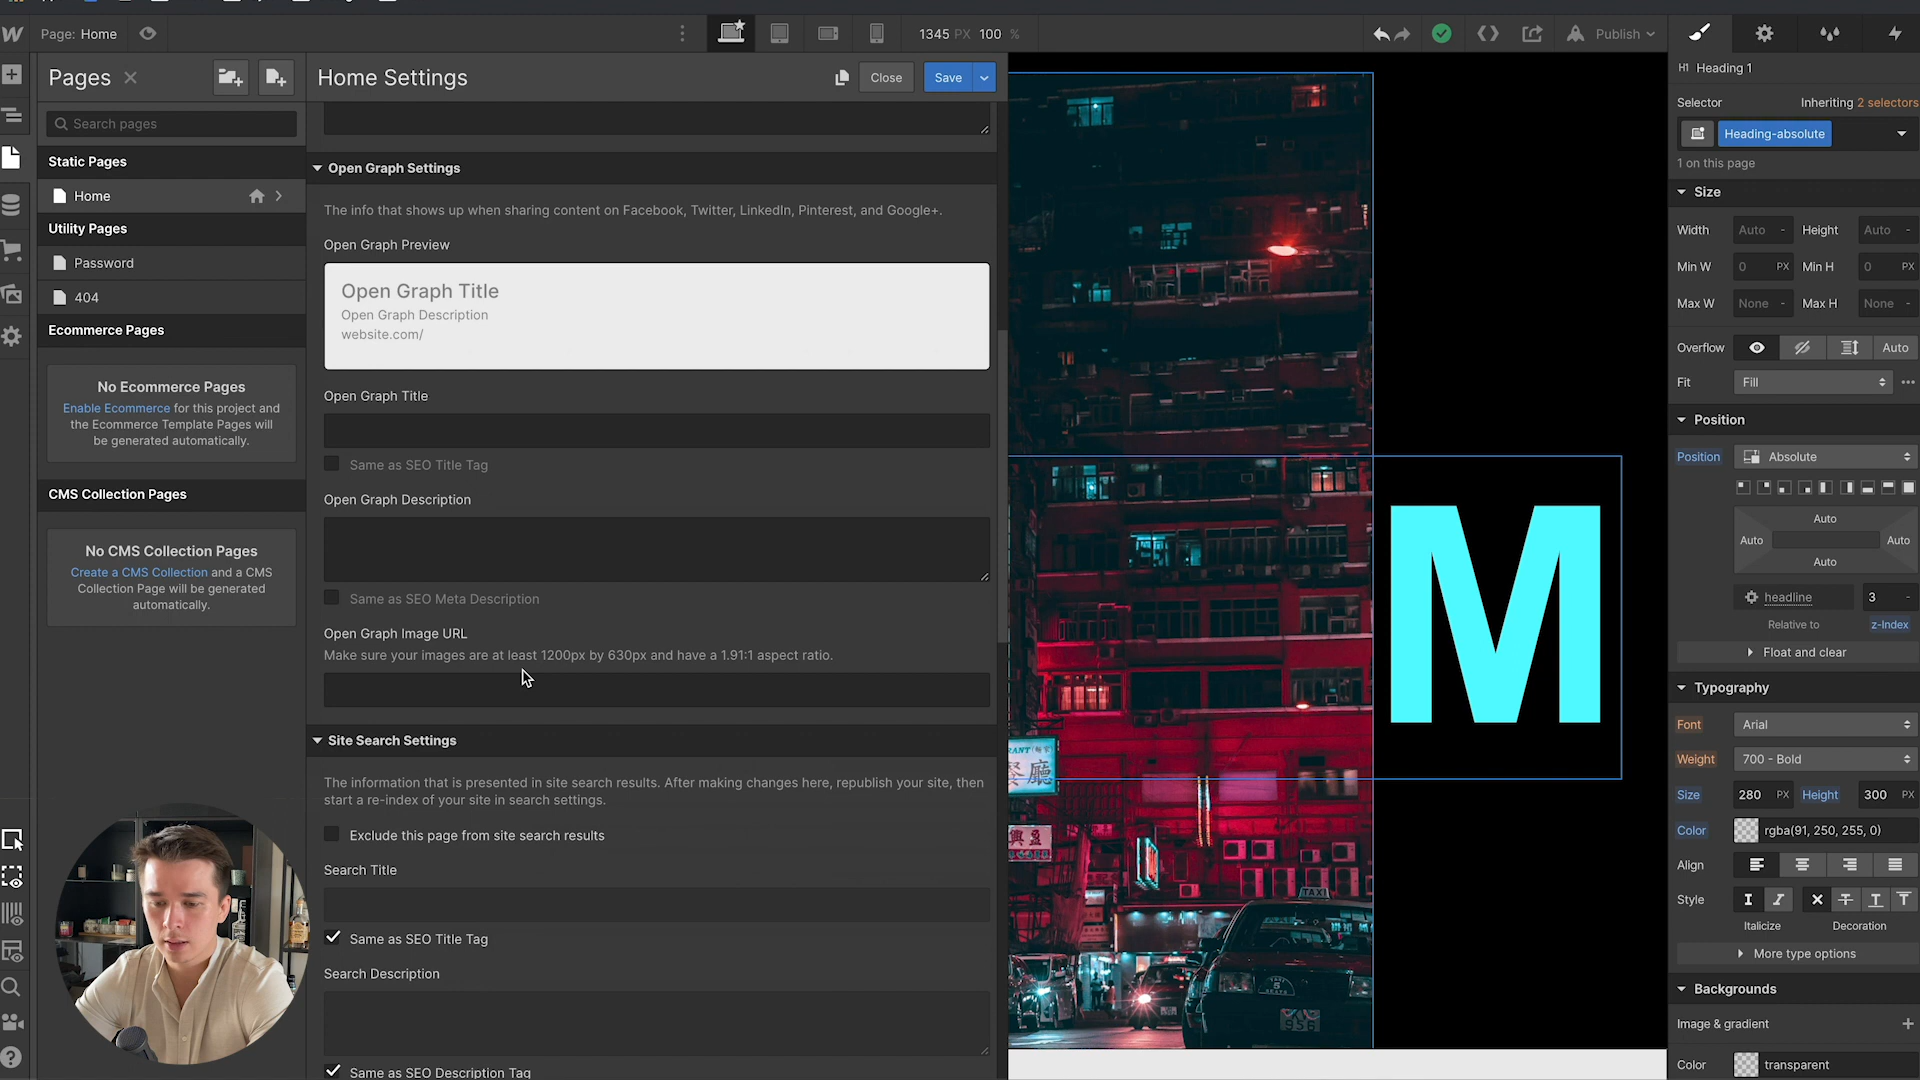 Page: Home
1345 PX 100 %
Publish
Pages
Home Settings
Close
Save
H1 Heading 1
Search pages
Selector
Inheriting 2 selectors
Heading-absolute
1 on this page
Static Pages
Home
Utility Pages
Password
404
Ecommerce Pages
No Ecommerce Pages
Enable Ecommerce for this project and
the Ecommerce Template Pages will
be generated automatically.
CMS Collection Pages
No CMS Collection Pages
Create a CMS Collection and a CMS
Collection Page will be generated
automatically.
Open Graph Settings
The info that shows up when sharing content on Facebook, Twitter, LinkedIn, Pinterest, and Google+.
Open Graph Preview
Open Graph Title
Open Graph Description
website.com/
Open Graph Title
Same as SEO Title Tag
Open Graph Description
Same as SEO Meta Description
Open Graph Image URL
Make sure your images are at least 1200px by 630px and have a 1.91:1 aspect ratio.
Site Search Settings
The information that is presented in site search results. After making changes here, republish your site, then
start a re-index of your site in search settings.
Exclude this page from site search results
Search Title
Same as SEO Title Tag
Search Description
Same as SEO Description Tag
M
餐廳
TAXI
Size
Width Auto - Height Auto -
Min W 0 PX Min H 0 PX
Max W None - Max H None -
Overflow Auto
Fit Fill
Position
Position Absolute
Auto
Auto Auto
Auto
headline 3 -
Relative to z-Index
Float and clear
Typography
Font Arial
Weight 700 - Bold
Size 280 PX Height 300 PX
Color rgba(91, 250, 255, 0)
Align
Style
Italicize Decoration
More type options
Backgrounds
Image & gradient
Color transparent